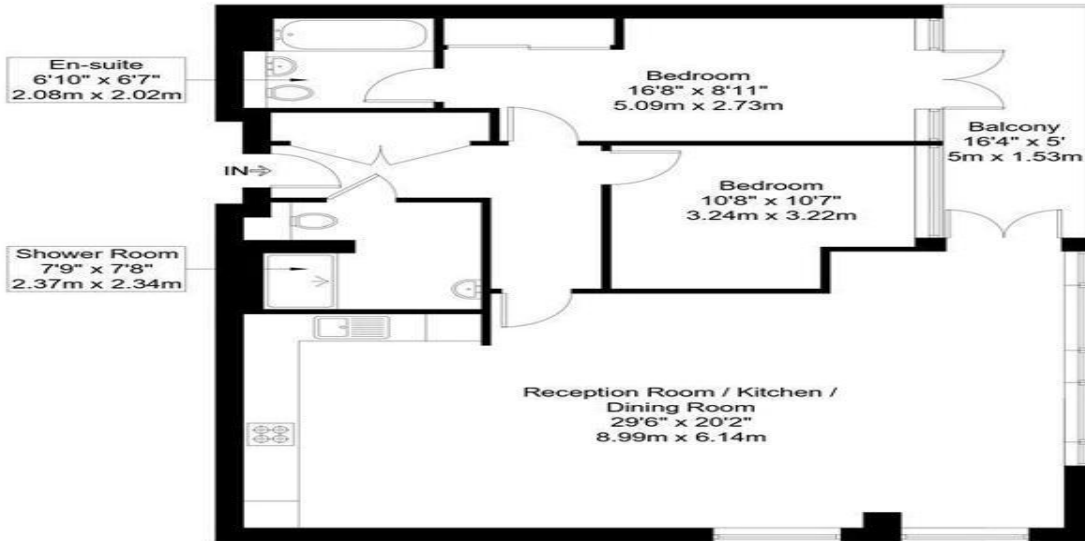 En-suite
6'10" x 6'7"
2.08m x 2.02m
Bedroom
16'8" x 8'11"
5.09m x 2.73m
Balcony
16'4" x 5'
5m x 1.53m
IN
Bedroom
10'8" x 10'7"
3.24m x 3.22m
Shower Room
7'9" x 7'8"
2.37m x 2.34m
Reception Room / Kitchen /
Dining Room
29'6" x 20'2"
8.99m x 6.14m